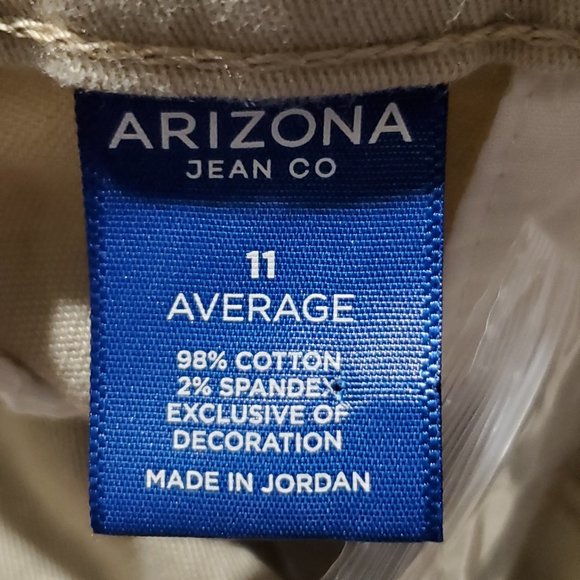 ARIZONA
JEAN CO
11
AVERAGE
98% COTTON
2% SPANDEX
EXCLUSIVE OF
DECORATION
MADE IN JORDAN